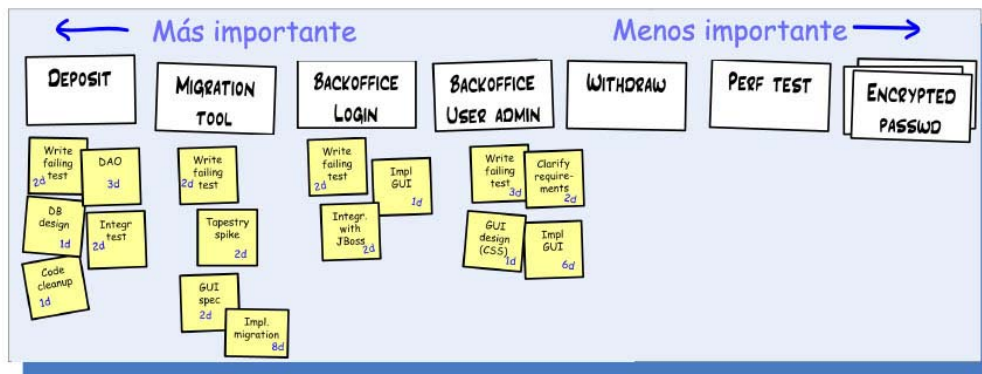 Más importante
Menos importante
DEPOSIT
MIGRATION
TOOL
BACKOFFICE
LOGIN
BACKOFFICE
USER ADMIN
WITHDRAW
PERF TEST
ENCRYPTED
PASSWD
Write
failing
test
2d
DAO
3d
DB
design
1d
Integr
test
2d
Code
cleanup
1d
Write
failing
test
2d
Tapestry
spike
2d
GUI
spec
2d
Impl.
migration
8d
Write
failing
test
2d
Impl
GUI
1d
Integr.
with
JBoss
2d
Write
failing
test
3d
Clarify
require-
ments
2d
GUI
design
(CSS)
1d
Impl
GUI
6d